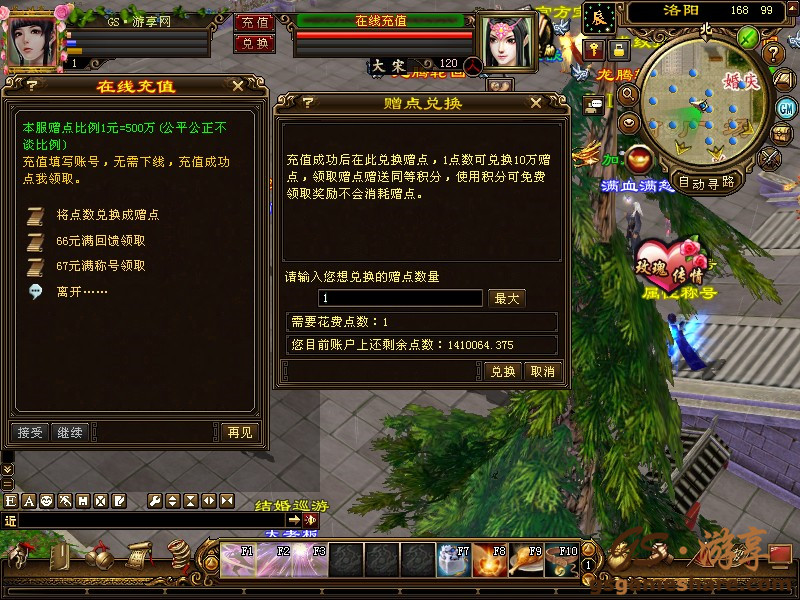 GS·游享网
1
充值
兑换
在线充值
大宋
120
辰
洛阳 168 99
北
婚庆
GM
自动寻路
满血满
玫瑰传情
属性称号
在线充值
本服赠点比例1元=500万(公平公正不
谈比例)
充值填写账号，无需下线，充值成功
点我领取。
将点数兑换成赠点
66元满回馈领取
67元满称号领取
离开……
接受 继续 再见
赠点兑换
充值成功后在此兑换赠点，1点数可兑换10万赠
点，领取赠点赠送同等积分，使用积分可免费
领取奖励不会消耗赠点。
请输入您想兑换的赠点数量
1 最大
需要花费点数：1
您目前账户上还剩余点数：1410064.375
兑换 取消
结婚巡游
近
F1 F2 F3 F7 F8 F9 F10
1
GS·游享